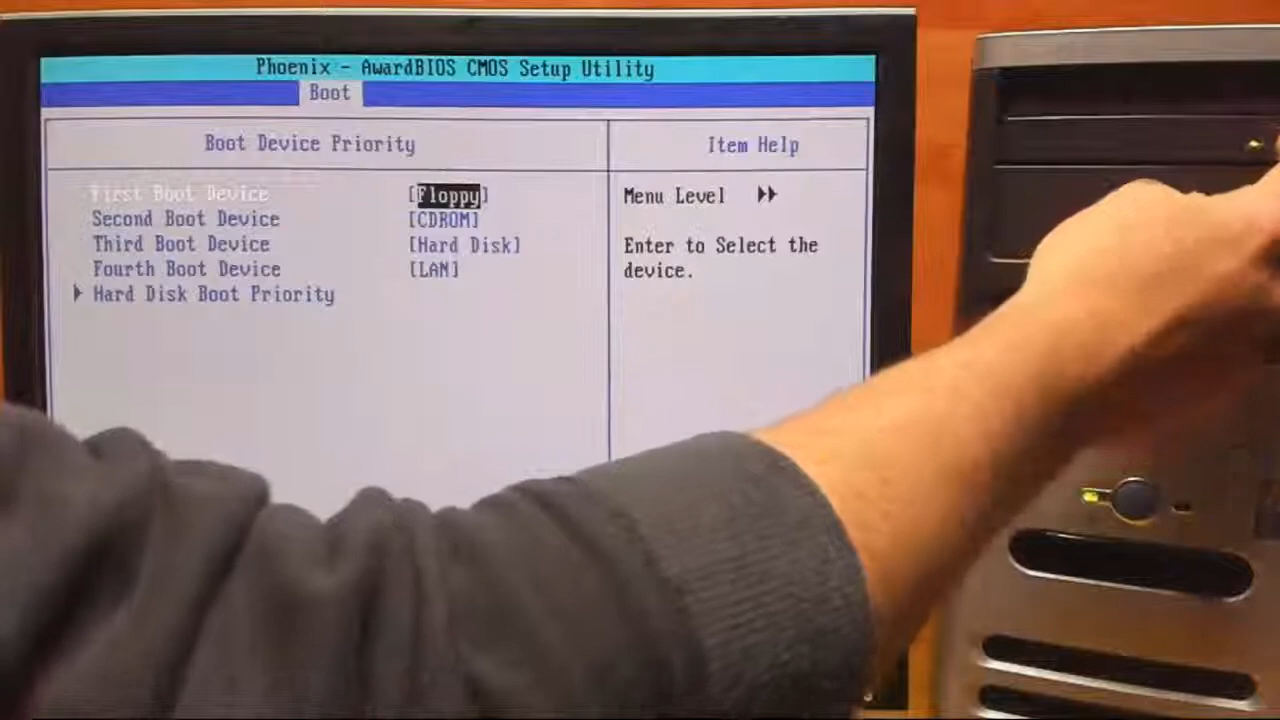 Phoenix - AwardBIOS CMOS Setup Utility
Boot
Boot Device Priority
Item Help
First Boot Device [Floppy]
Second Boot Device [CDROM]
Third Boot Device [Hard Disk]
Fourth Boot Device [LAN]
Hard Disk Boot Priority
Menu Level
Enter to Select the
device.